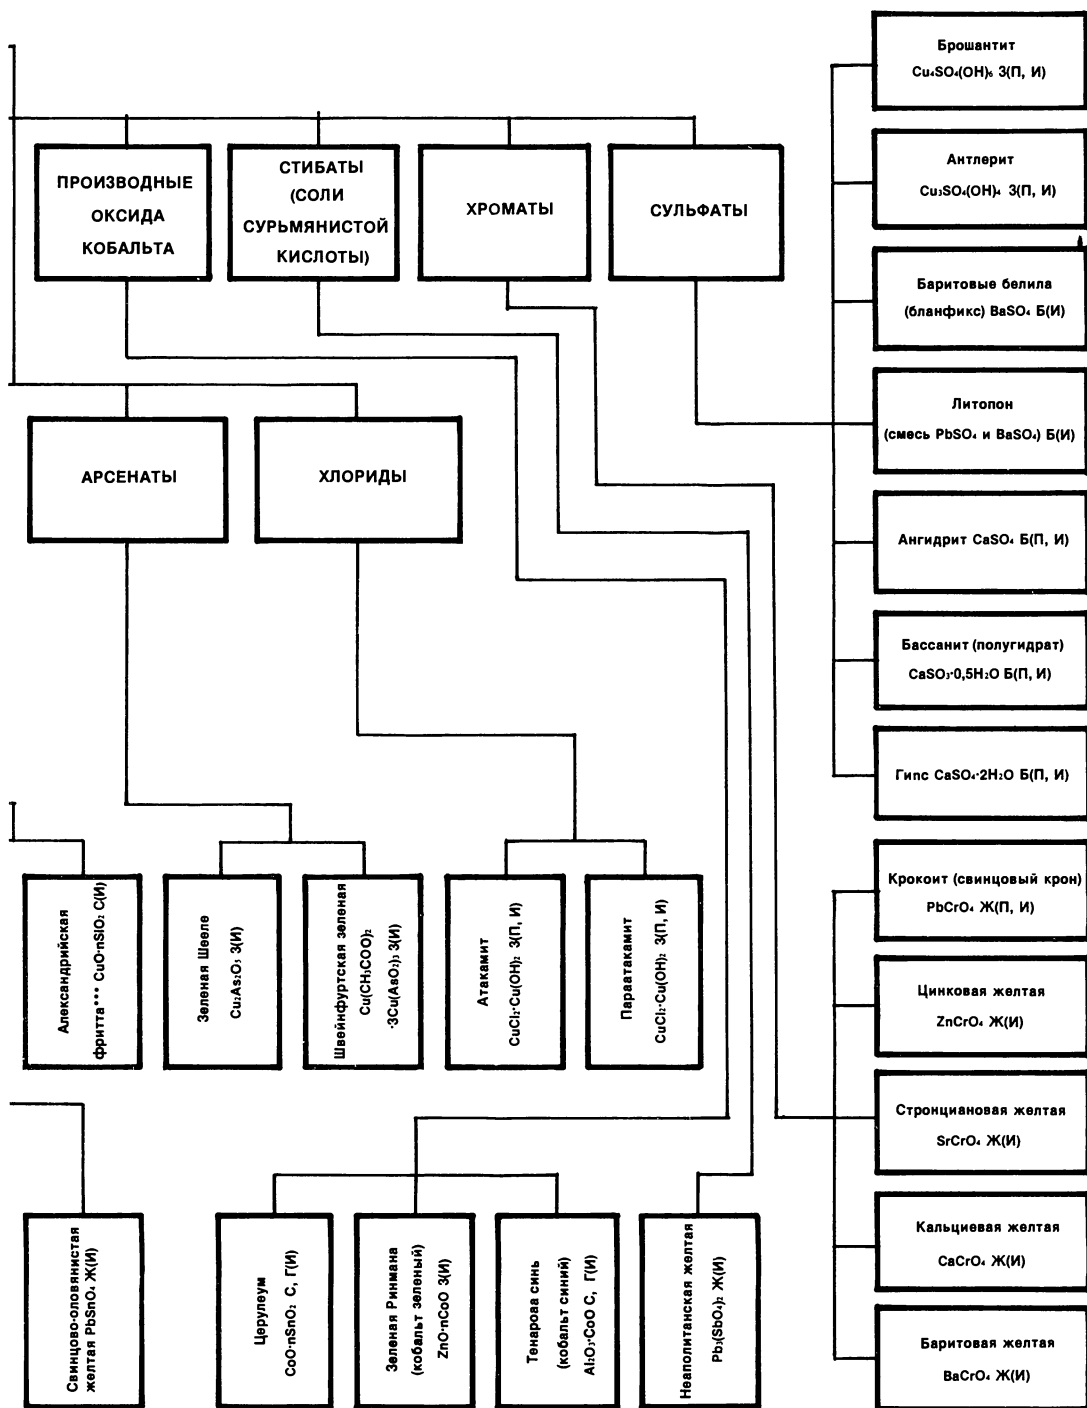 Брошантит
Cu₄SO₄(OH)₆ З(П, И)
Антлерит
Cu₃SO₄(OH)₄ З(П, И)
ПРОИЗВОДНЫЕ
ОКСИДА
КОБАЛЬТА
СТИБАТЫ
(СОЛИ
СУРЬМЯНИСТОЙ
КИСЛОТЫ)
ХРОМАТЫ
СУЛЬФАТЫ
Баритовые белила
(бланфикс) BaSO₄ Б(И)
Литопон
(смесь PbSO₄ и BaSO₄) Б(И)
АРСЕНАТЫ
ХЛОРИДЫ
Ангидрит CaSO₄ Б(П, И)
Бассанит (полугидрат)
CaSO₃·0,5H₂O Б(П, И)
Гипс CaSO₄·2H₂O Б(П, И)
Крокоит (свинцовый крон)
PbCrO₄ Ж(П, И)
Цинковая желтая
ZnCrO₄ Ж(И)
Стронциановая желтая
SrCrO₄ Ж(И)
Кальциевая желтая
CaCrO₄ Ж(И)
Баритовая желтая
BaCrO₄ Ж(И)
Александрийская
фритта*** CuO·nSiO₂ С(И)
Зеленая Шееле
Cu₂As₂O₅ З(И)
Швейнфуртская зеленая
Cu(CH₃COO)₂
·3Cu(AsO₂)₃ З(И)
Атакамит
CuCl₂·Cu(OH)₂ З(П, И)
Паратакамит
CuCl₂·Cu(OH)₂ З(П, И)
Свинцово-оловянистая
желтая PbSnO₄ Ж(И)
Церулеум
CoO·nSnO₂ С, Г(И)
Зеленая Ринмана
(кобальт зеленый)
ZnO·nCoO З(И)
Тенарова синь
(кобальт синий)
Al₂O₃·CoO С, Г(И)
Неаполитанская желтая
Pb₃(SbO₄)₂ Ж(И)